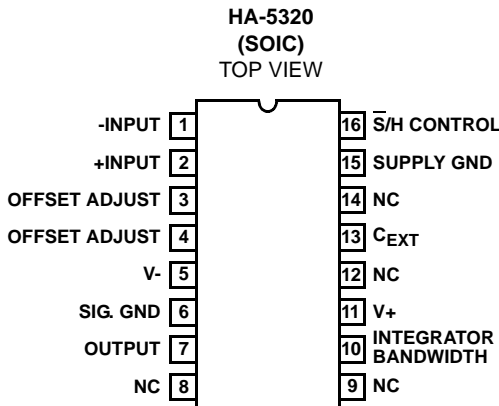 HA-5320
(SOIC)
TOP VIEW
-INPUT 1
+INPUT 2
OFFSET ADJUST 3
OFFSET ADJUST 4
V- 5
SIG. GND 6
OUTPUT 7
NC 8
16 S̅/H CONTROL
15 SUPPLY GND
14 NC
13 CEXT
12 NC
11 V+
10 INTEGRATOR
BANDWIDTH
9 NC